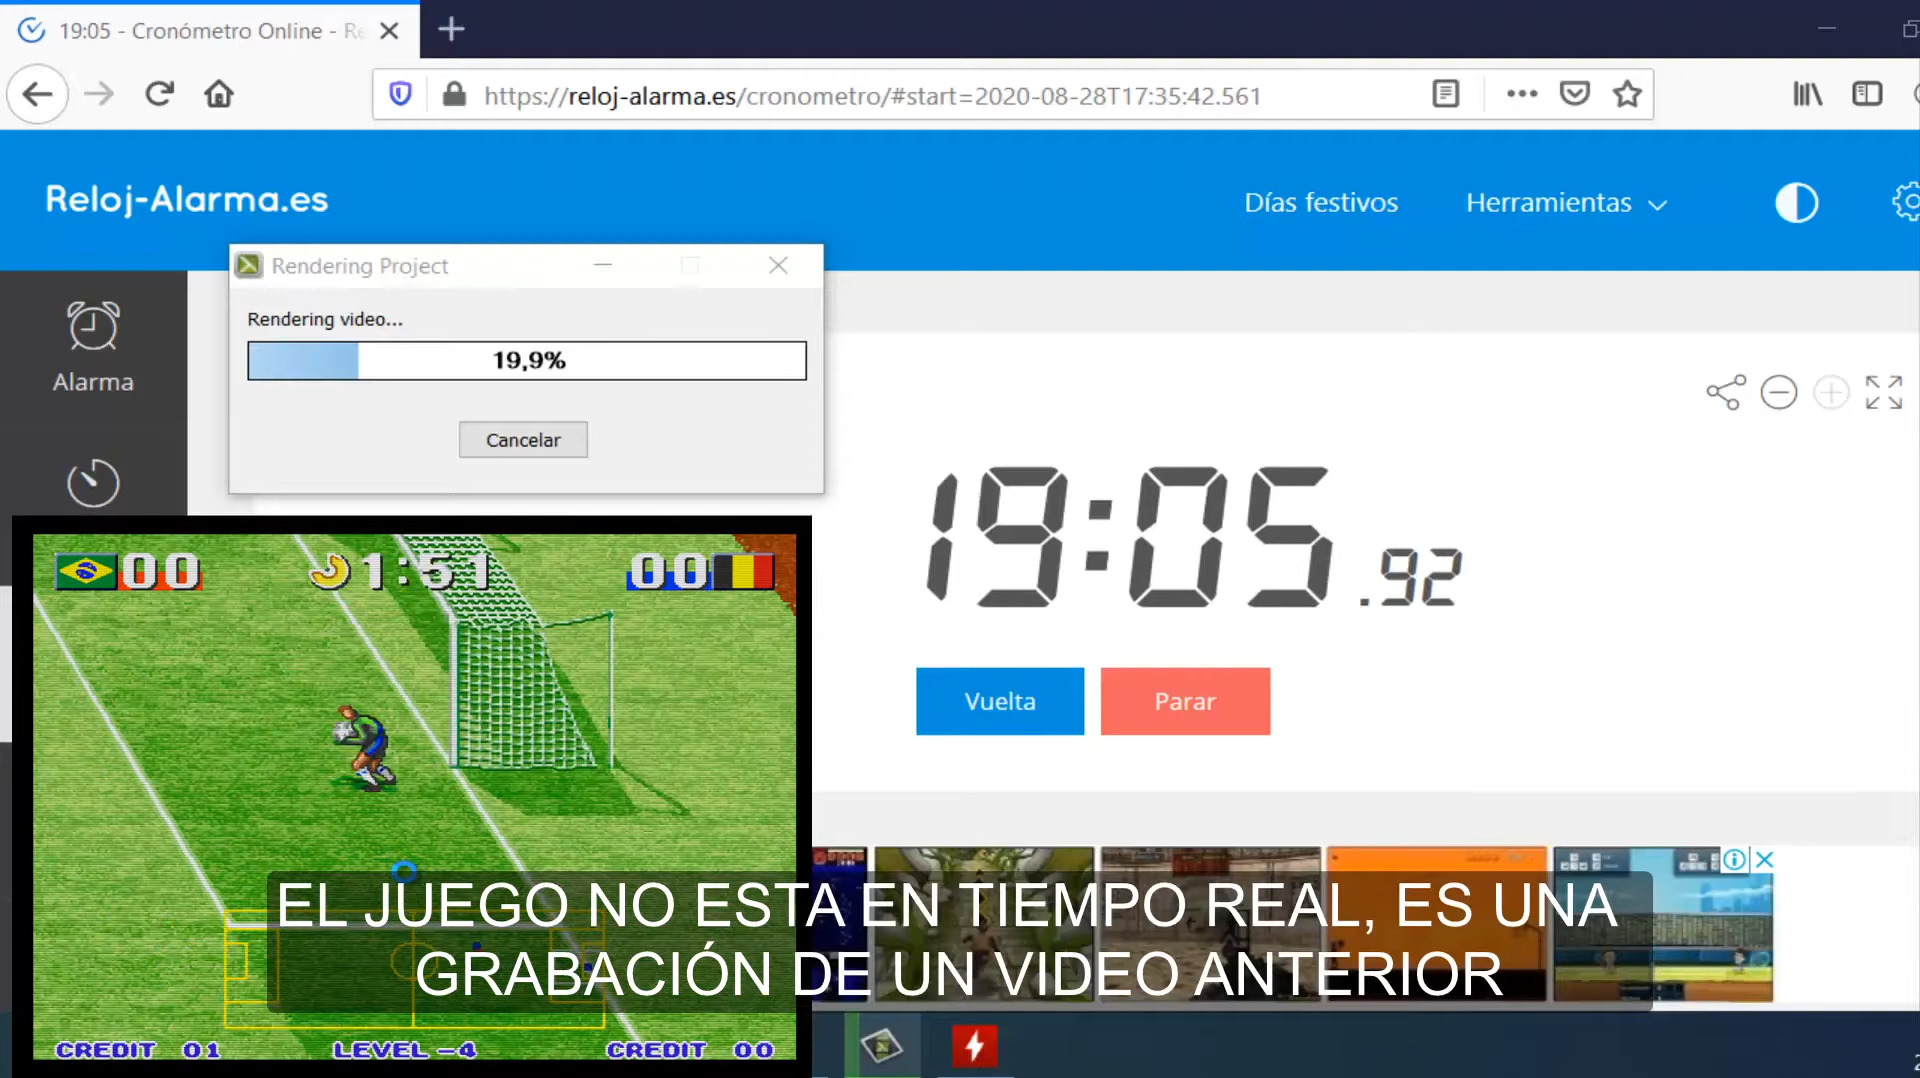 19:05 - Cronómetro Online - Re
https://reloj-alarma.es/cronometro/#start=2020-08-28T17:35:42.561
Reloj-Alarma.es
Días festivos
Herramientas
Rendering Project
Rendering video...
19,9%
Cancelar
Alarma
19:05.92
Vuelta
Parar
00
1:51
00
EL JUEGO NO ESTA EN TIEMPO REAL, ES UNA
GRABACIÓN DE UN VIDEO ANTERIOR
CREDIT 01
LEVEL-4
CREDIT 00